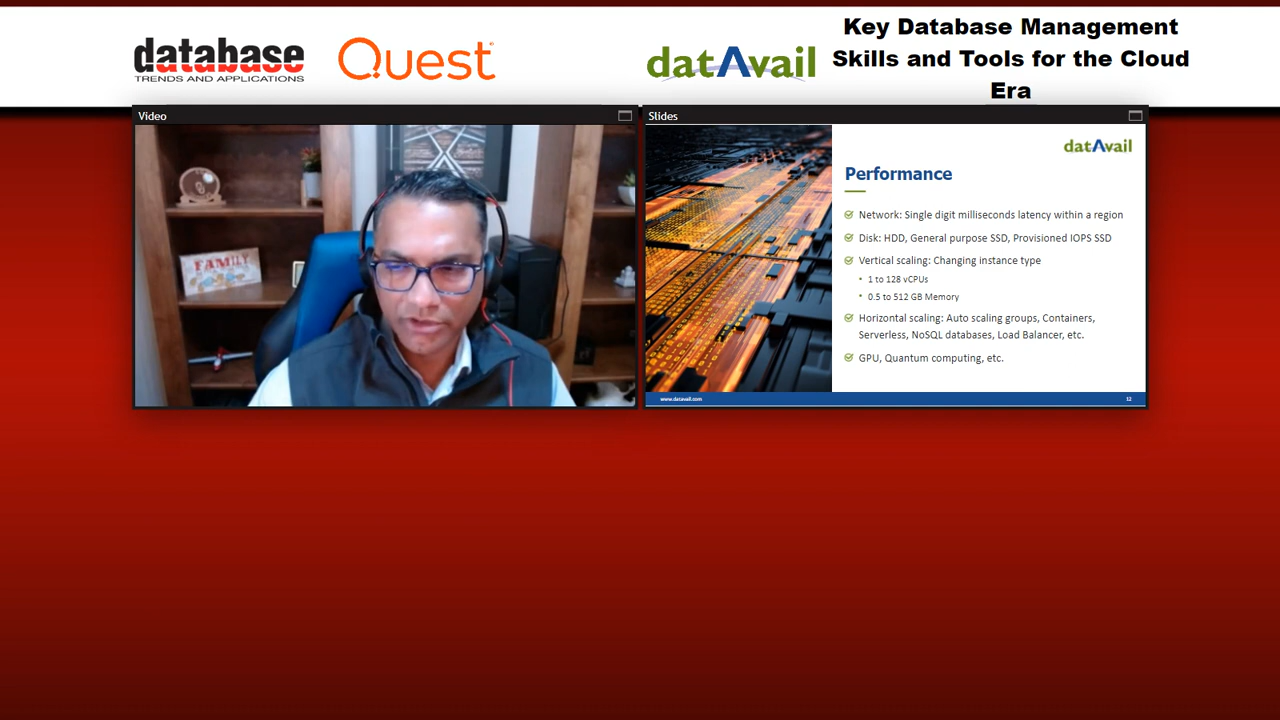 database
TRENDS AND APPLICATIONS
Quest
datAvail
Key Database Management
Skills and Tools for the Cloud
Era
Video
Slides
FAMILY
datAvail
Performance
Network: Single digit milliseconds latency within a region
Disk: HDD, General purpose SSD, Provisioned IOPS SSD
Vertical scaling: Changing instance type
1 to 128 vCPUs
0.5 to 512 GB Memory
Horizontal scaling: Auto scaling groups, Containers,
Serverless, NoSQL databases, Load Balancer, etc.
GPU, Quantum computing, etc.
www.datavail.com
12